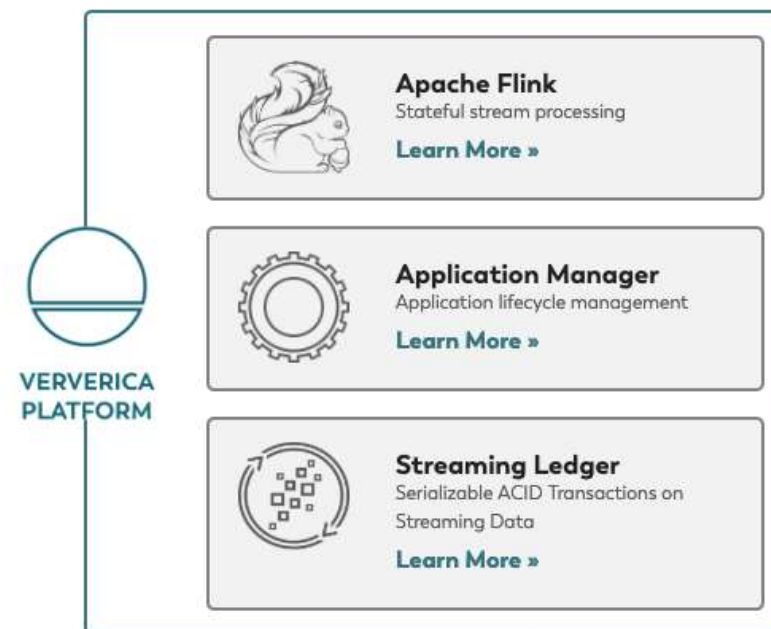 Apache Flink
Stateful stream processing
Learn More »
Application Manager
Application lifecycle management
Learn More »
VERVERICA
PLATFORM
Streaming Ledger
Serializable ACID Transactions on
Streaming Data
Learn More »